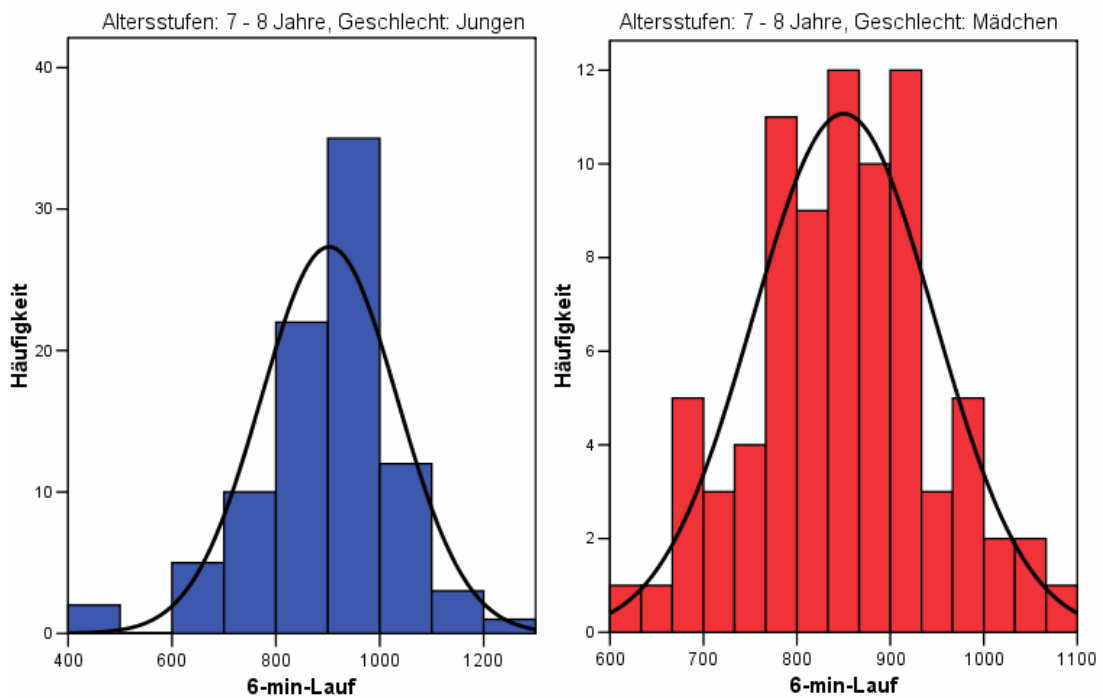 Altersstufen: 7 - 8 Jahre, Geschlecht: Jungen
40
30
20
10
0
Häufigkeit
400 600 800 1000 1200
6-min-Lauf
Altersstufen: 7 - 8 Jahre, Geschlecht: Mädchen
12
10
8
6
4
2
0
Häufigkeit
600 700 800 900 1000 1100
6-min-Lauf